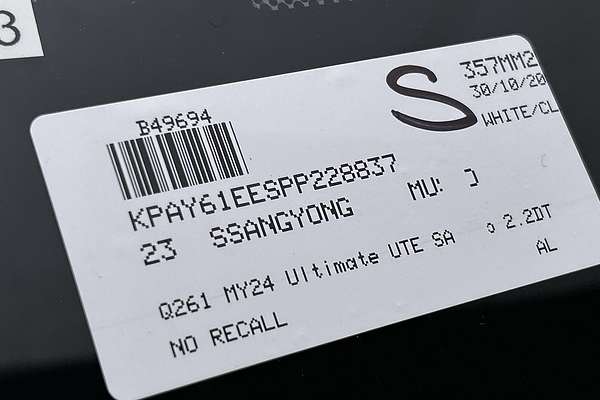 3
S
357MM2
30/10/20
WHITE/CL
B49694
KPAY61EESPP228837
23 SSANGYONG MU:
Q261 MY24 Ultimate UTE SA 2.2DT
NO RECALL AL